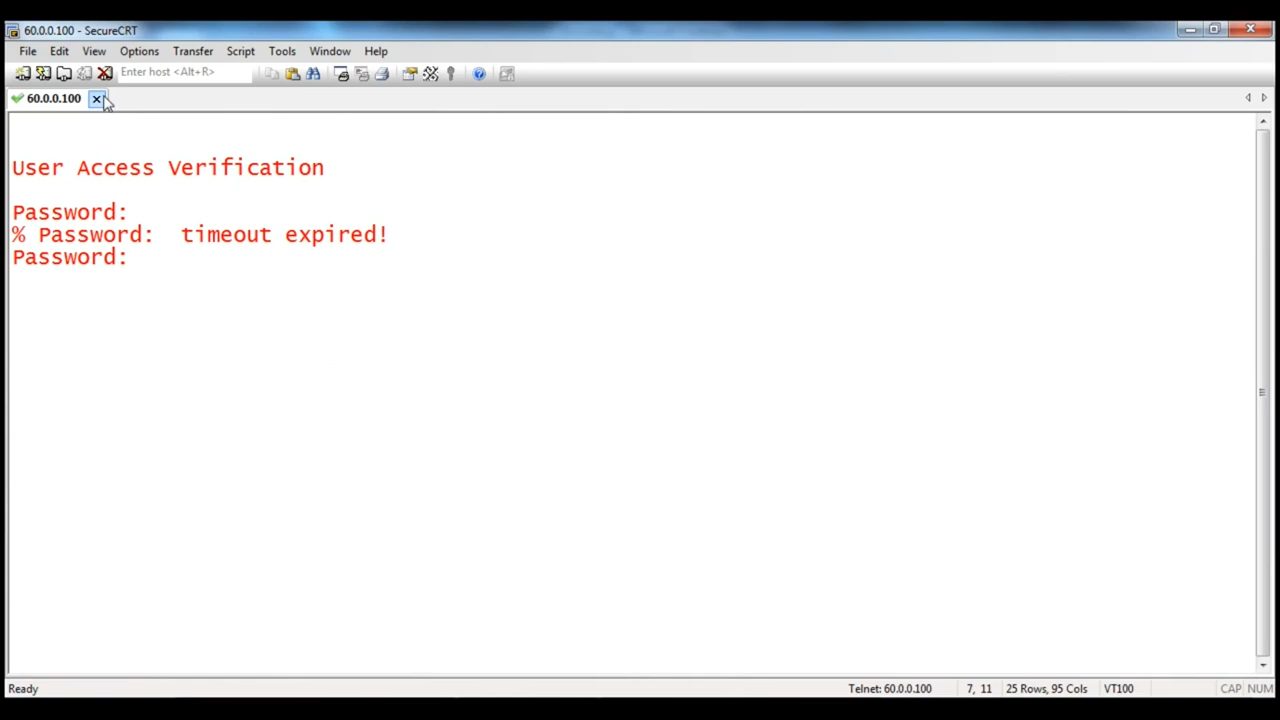 60.0.0.100 - SecureCRT
File Edit View Options Transfer Script Tools Window Help
Enter host <Alt+R>
60.0.0.100
User Access Verification
Password:
% Password:  timeout expired!
Password:
Ready Telnet: 60.0.0.100 7, 11 25 Rows, 95 Cols VT100 CAP NUM